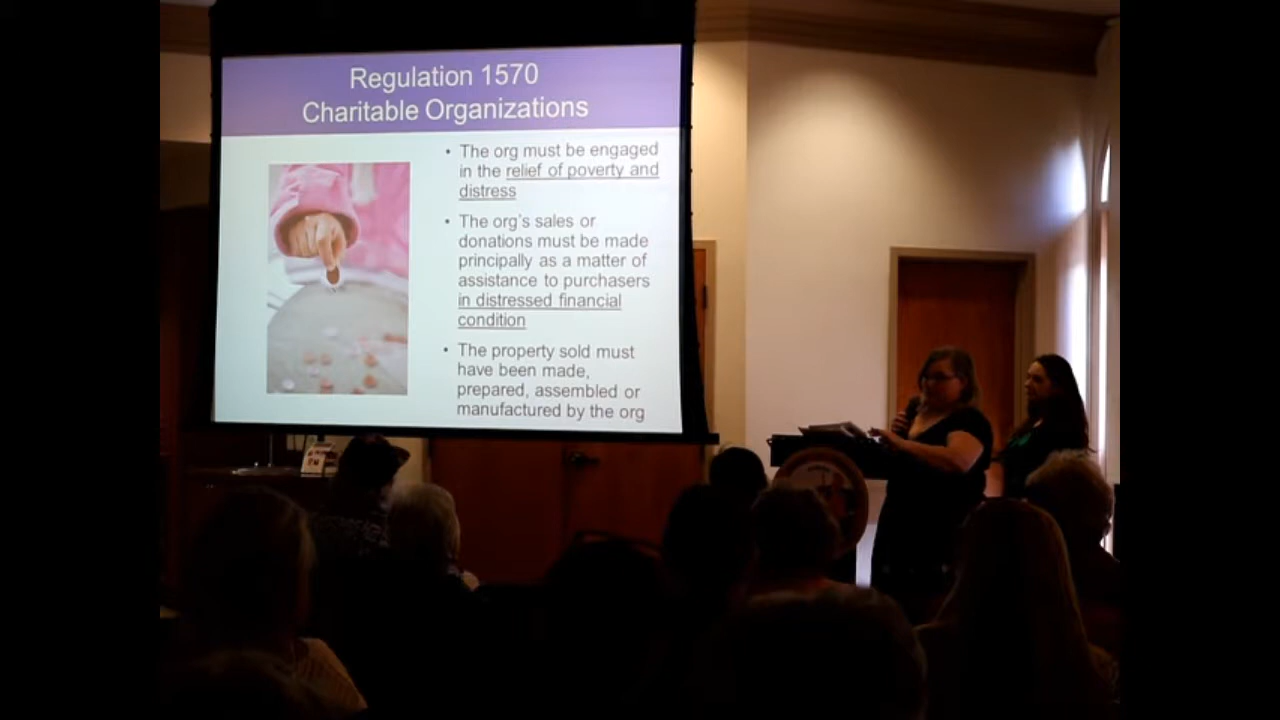 Regulation 1570
Charitable Organizations
• The org must be engaged
in the relief of poverty and
distress
• The org's sales or
donations must be made
principally as a matter of
assistance to purchasers
in distressed financial
condition
• The property sold must
have been made,
prepared, assembled or
manufactured by the org